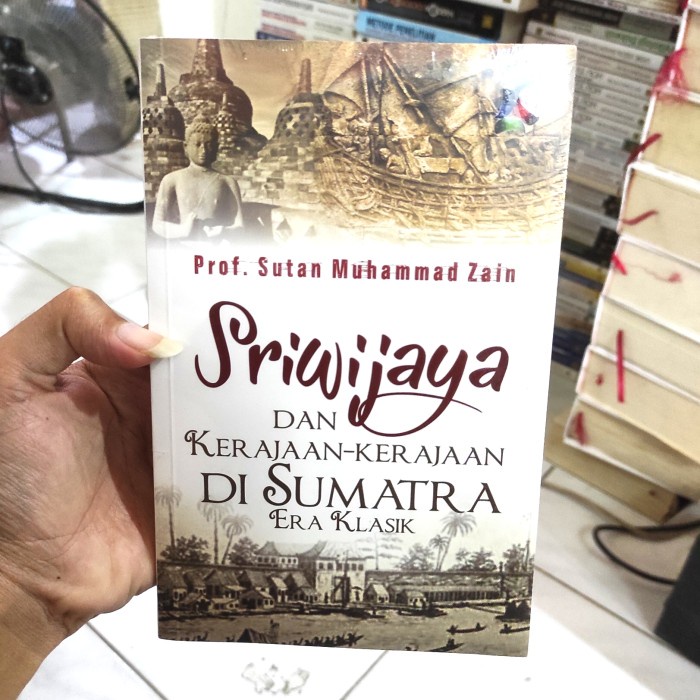 Prof. Sutan Muhammad Zain
Sriwijaya
DAN
KERAJAAN-KERAJAAN
DI SUMATRA
ERA KLASIK